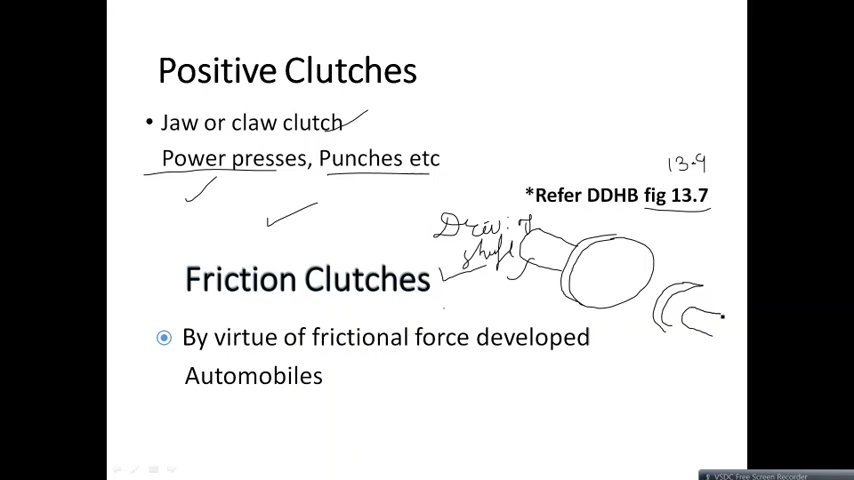 Positive Clutches
• Jaw or claw clutch
Power presses, Punches etc
13.9
*Refer DDHB fig 13.7
shaft
Friction Clutches
By virtue of frictional force developed
Automobiles
VSDC Free Screen Recorder